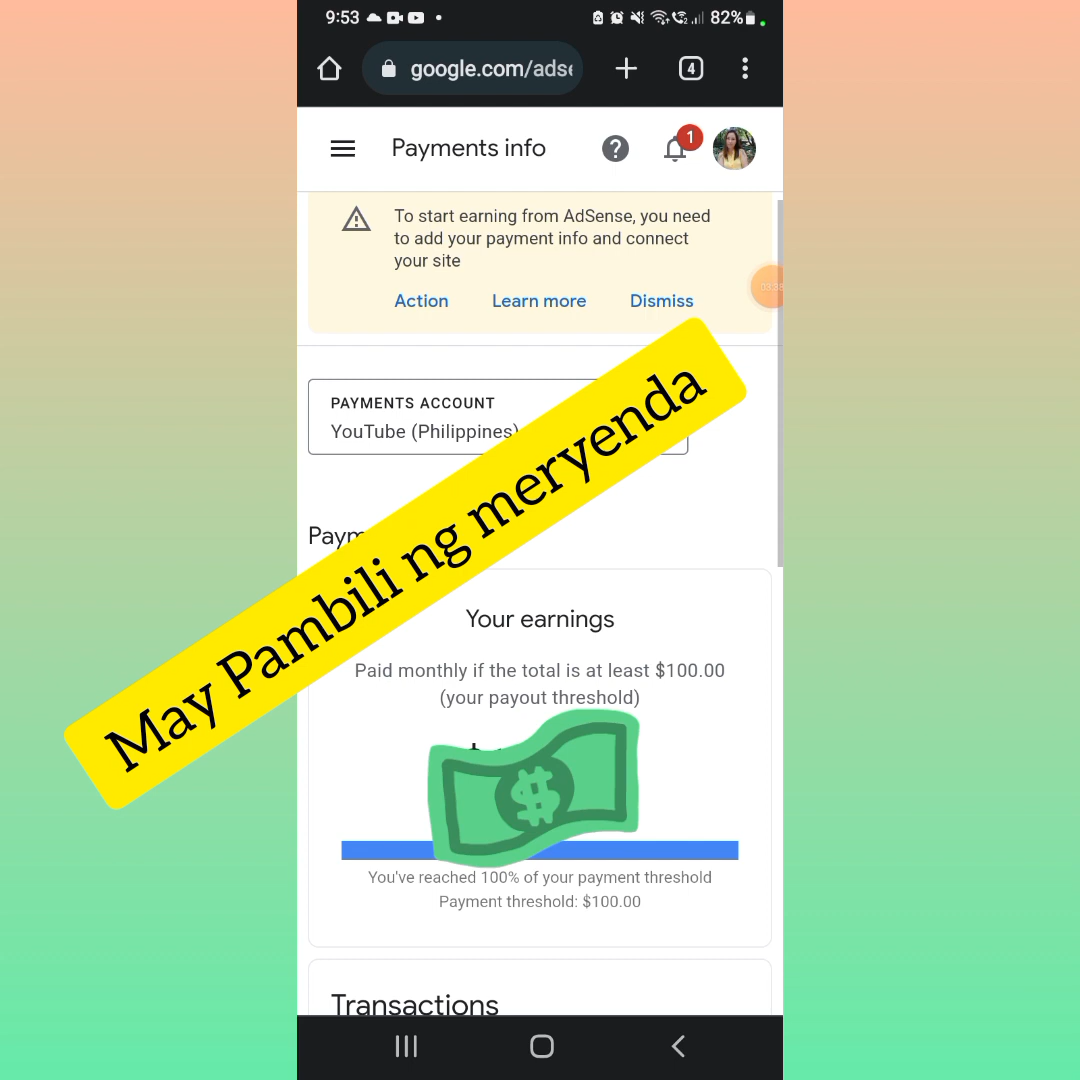 9:53
82%
google.com/adse
4
Payments info
1
To start earning from AdSense, you need
to add your payment info and connect
your site
Action Learn more Dismiss
03:38
PAYMENTS ACCOUNT
YouTube (Philippines)
May Pambili ng meryenda
Your earnings
Paid monthly if the total is at least $100.00
(your payout threshold)
$
You've reached 100% of your payment threshold
Payment threshold: $100.00
Transactions